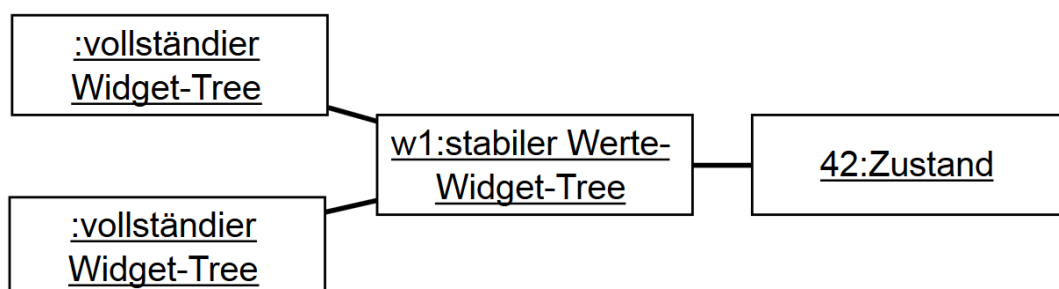 :vollständier
Widget-Tree
w1:stabiler Werte-
Widget-Tree
42:Zustand
:vollständier
Widget-Tree